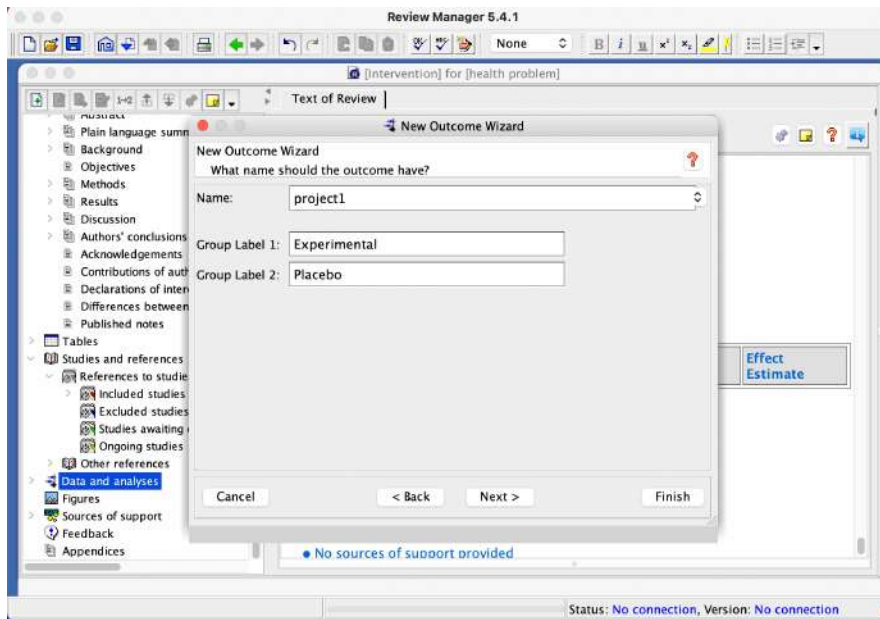 Review Manager 5.4.1
None
B i u x² x₂
[Intervention] for [health problem]
Text of Review
Abstract
Plain language summ
Background
Objectives
Methods
Results
Discussion
Authors' conclusions
Acknowledgements
Contributions of auth
Declarations of inter
Differences between
Published notes
Tables
Studies and references
References to studie
Included studies
Excluded studies
Studies awaiting
Ongoing studies
Other references
Data and analyses
Figures
Sources of support
Feedback
Appendices
New Outcome Wizard
New Outcome Wizard
What name should the outcome have?
Name: project1
Group Label 1: Experimental
Group Label 2: Placebo
Cancel < Back Next > Finish
Effect
Estimate
No sources of support provided
Status: No connection, Version: No connection